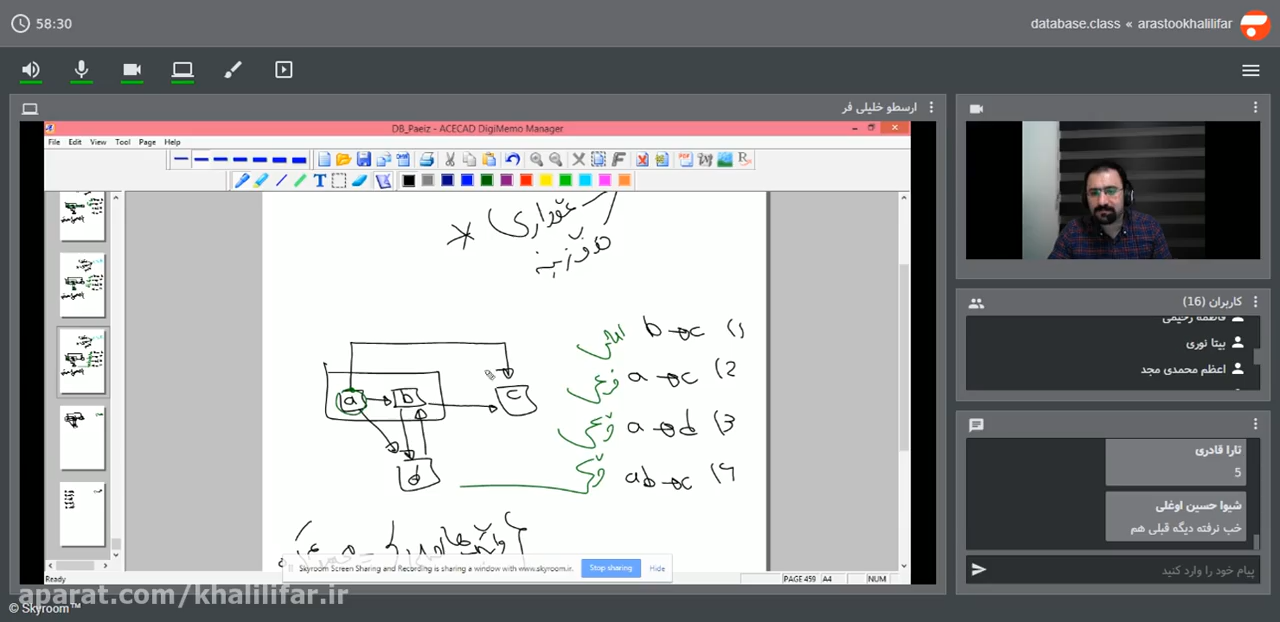 58:30
database.class « arastookhalilifar
ارسطو خلیلی فر
DB_Paeiz - ACECAD DigiMemo Manager
File Edit View Tool Page Help
b → c (1
a → c (2
فرعی
a → d (3
ab → c (4
a b c
d
Skyroom Screen Sharing and Recording is sharing a window with www.skyroom.ir.
Stop sharing Hide
Ready
PAGE 459 A4 NUM
aparat.com/khalilifar.ir
© Skyroom™
کاربران (16)
فاطمه رحیمی
بیتا نوری
اعظم محمدی مجد
تارا قادری
5
شیوا حسین اوغلی
خب نرفته دیگه قبلی هم
پیام خود را وارد کنید